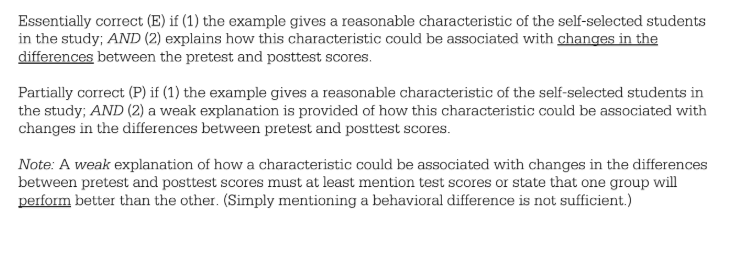 Essentially correct (E) if (1) the example gives a reasonable characteristic of the self-selected students
in the study; AND (2) explains how this characteristic could be associated with changes in the
differences between the pretest and posttest scores.
Partially correct (P) if (1) the example gives a reasonable characteristic of the self-selected students in
the study; AND (2) a weak explanation is provided of how this characteristic could be associated with
changes in the differences between pretest and posttest scores.
Note: A weak explanation of how a characteristic could be associated with changes in the differences
between pretest and posttest scores must at least mention test scores or state that one group will
perform better than the other. (Simply mentioning a behavioral difference is not sufficient.)